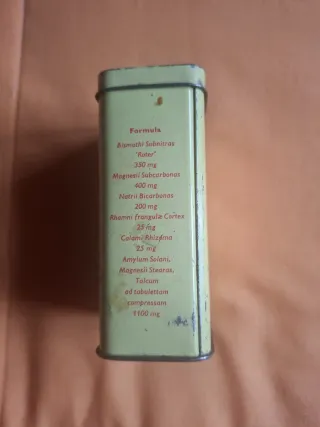 Formula
Bismuthi Subnitras
"Roter"
350 mg
Magnesii Subcarbonas
400 mg
Natrii Bicarbonas
200 mg
Rhamni frangulæ Cortex
25 mg
Calami Rhizoma
25 mg
Amylum Solani,
Magnesii Stearas,
Talcum
ad tabulettam
compressam
1100 mg